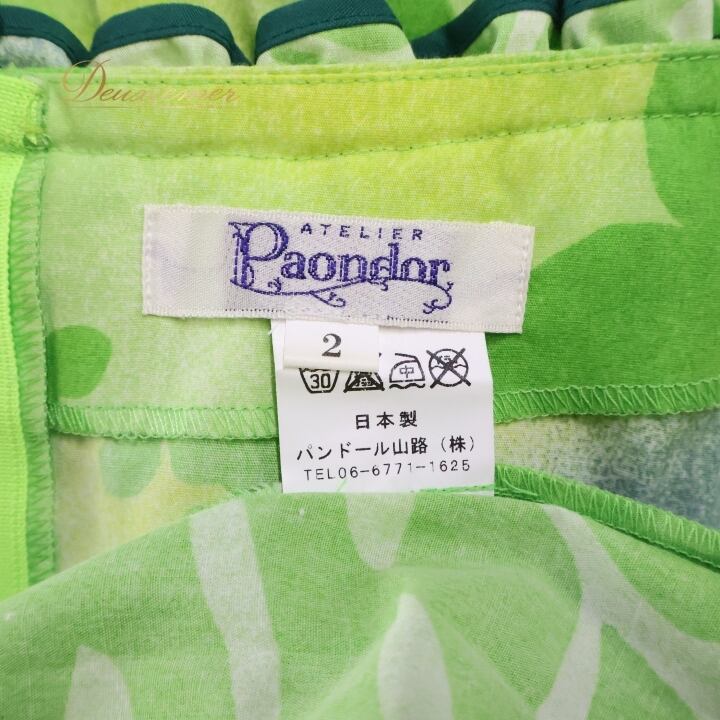 ATELIER
Paondor
2
30 中
日本製
パンドール山路（株）
TEL06-6771-1625